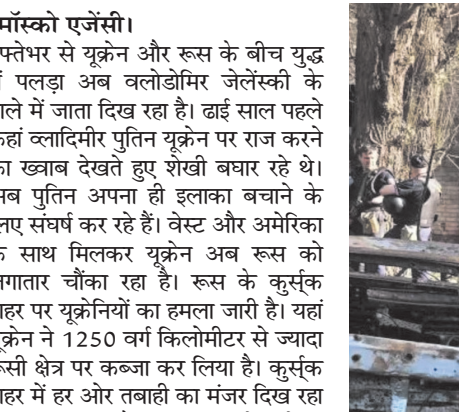 मॉस्को एजेंसी।
फ्तेभर से यूक्रेन और रूस के बीच युद्ध
पलड़ा अब वलोडोमिर जेलेंस्की के
ाले में जाता दिख रहा है। ढाई साल पहले
हां व्लादिमीर पुतिन यूक्रेन पर राज करने
ा ख्वाब देखते हुए शेखी बघार रहे थे।
ब पुतिन अपना ही इलाका बचाने के
लए संघर्ष कर रहे हैं। वेस्ट और अमेरिका
साथ मिलकर यूक्रेन अब रूस को
गातार चौंका रहा है। रूस के कुर्स्क
हर पर यूक्रेनियों का हमला जारी है। यहां
ूक्रेन ने 1250 वर्ग किलोमीटर से ज्यादा
सी क्षेत्र पर कब्जा कर लिया है। कुर्स्क
हर में हर ओर तबाही का मंजर दिख रहा